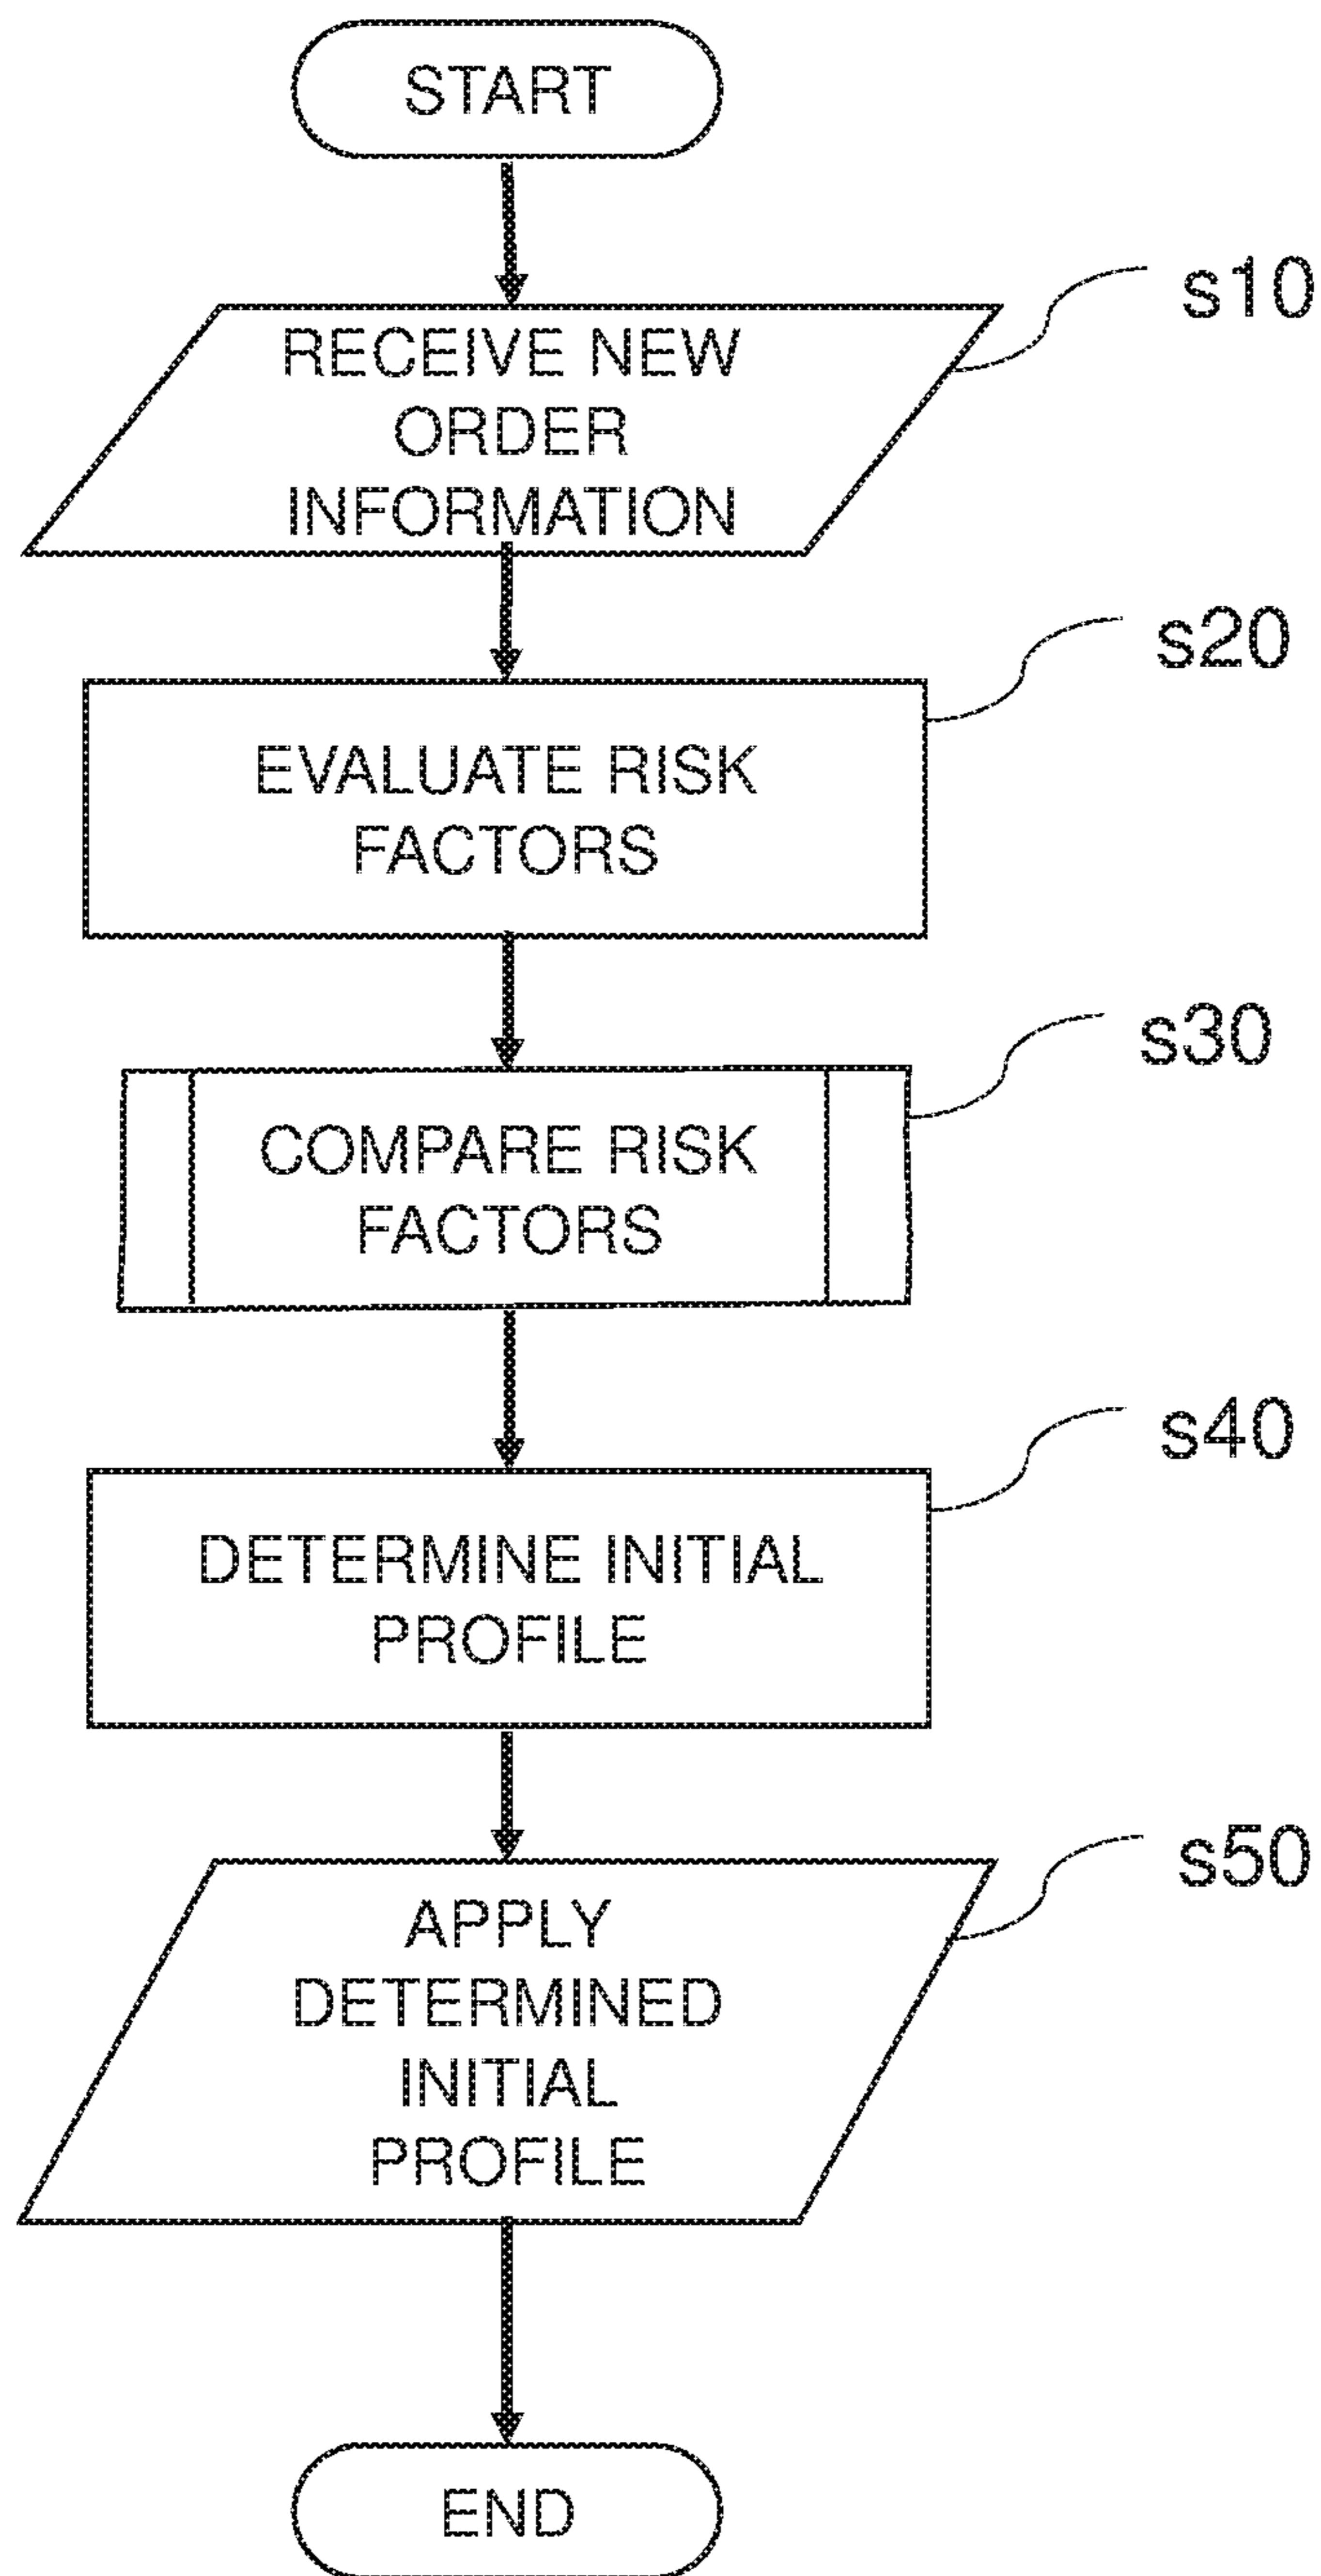 START
s10
RECEIVE NEW
ORDER
INFORMATION
s20
EVALUATE RISK
FACTORS
s30
COMPARE RISK
FACTORS
s40
DETERMINE INITIAL
PROFILE
s50
APPLY
DETERMINED
INITIAL
PROFILE
END